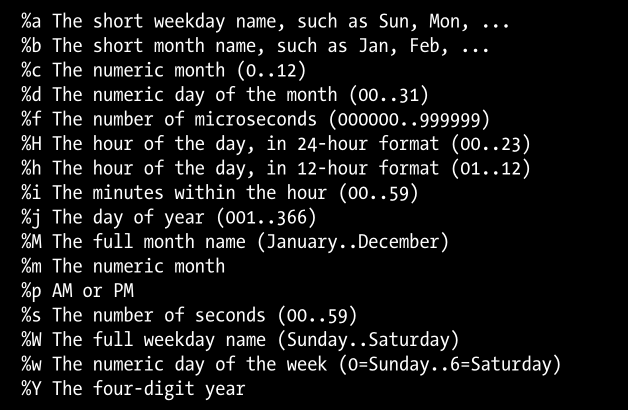 %a The short weekday name, such as Sun, Mon, ...
%b The short month name, such as Jan, Feb, ...
%c The numeric month (0..12)
%d The numeric day of the month (00..31)
%f The number of microseconds (000000..999999)
%H The hour of the day, in 24-hour format (00..23)
%h The hour of the day, in 12-hour format (01..12)
%i The minutes within the hour (00..59)
%j The day of year (001..366)
%M The full month name (January..December)
%m The numeric month
%p AM or PM
%s The number of seconds (00..59)
%W The full weekday name (Sunday..Saturday)
%w The numeric day of the week (0=Sunday..6=Saturday)
%Y The four-digit year